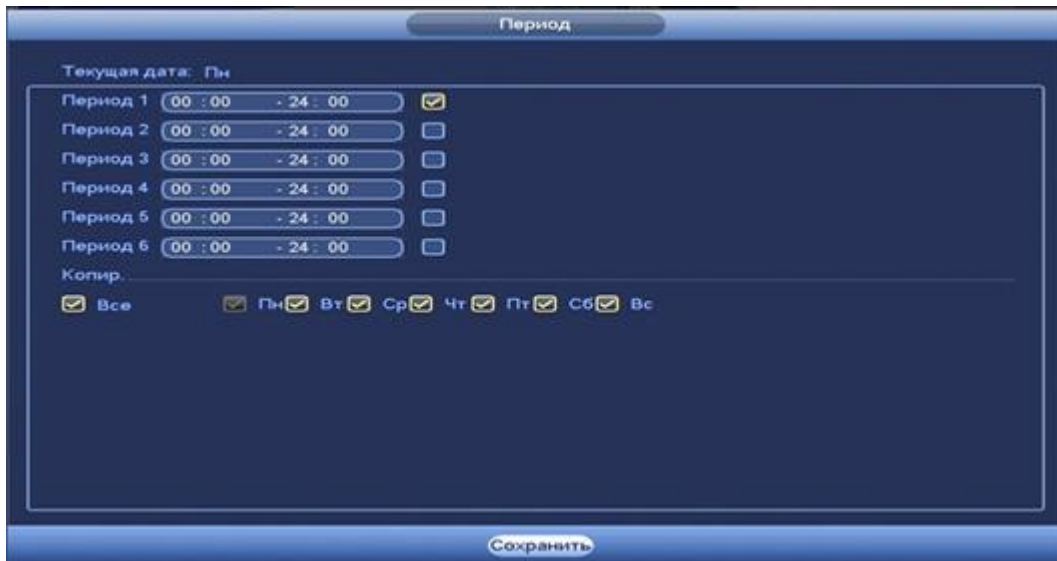 Период
Текущая дата: Пн
Период 1 00 : 00 - 24 : 00
Период 2 00 : 00 - 24 : 00
Период 3 00 : 00 - 24 : 00
Период 4 00 : 00 - 24 : 00
Период 5 00 : 00 - 24 : 00
Период 6 00 : 00 - 24 : 00
Копир.
Все Пн Вт Ср Чт Пт Сб Вс
Сохранить